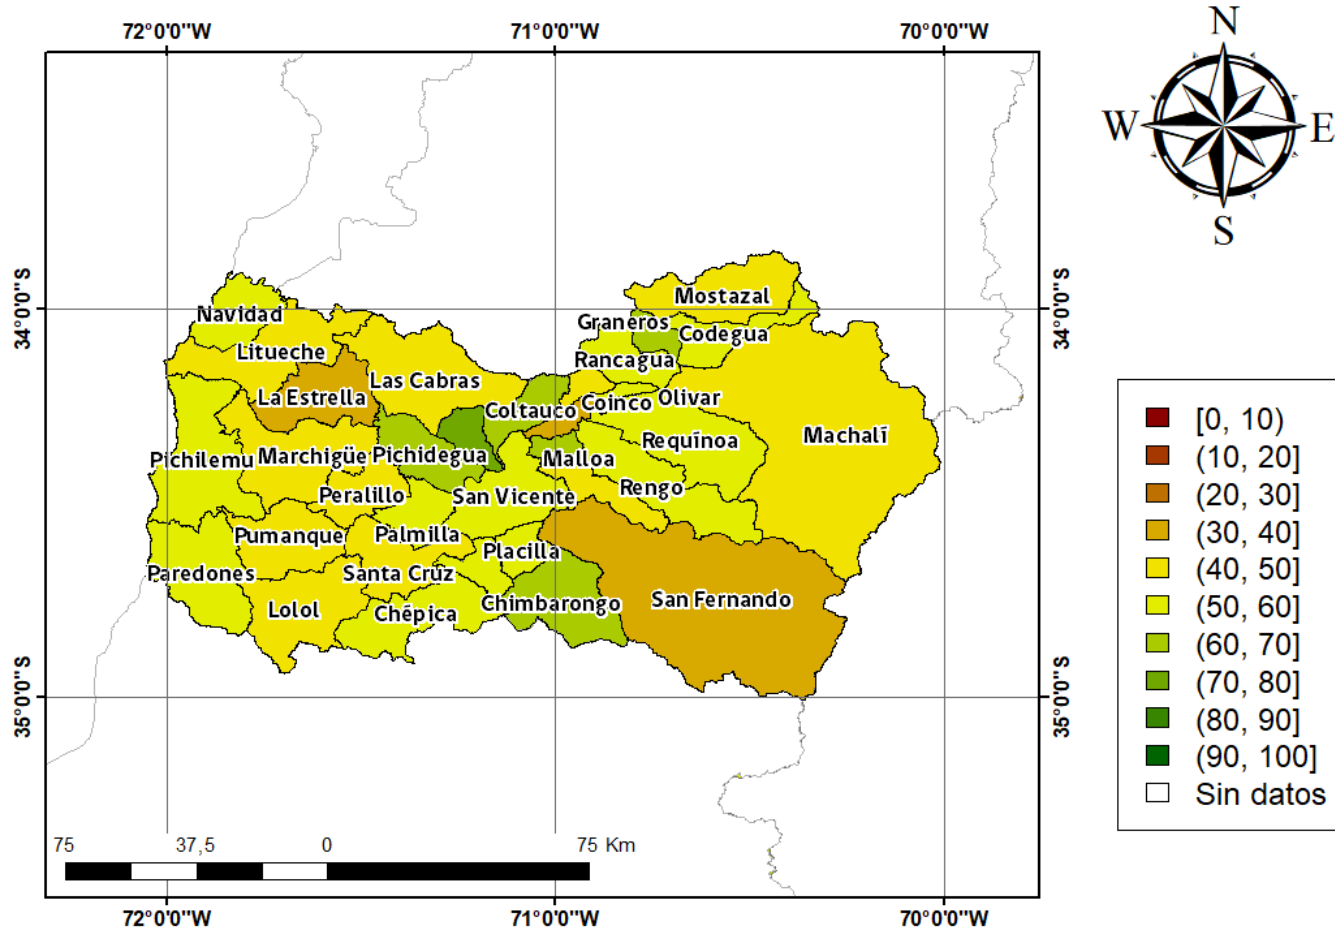 72°0'0"W 71°0'0"W 70°0'0"W
N
W E
S
34°0'0"S 34°0'0"S
Mostazal
Navidad
Graneros
Codegua
Litueche
Rancagua
Las Cabras
La Estrella
Coinco Olivar
Coltauco
Machalí
Requínoa
Pichilemu Marchigüe Pichidegua Malloa
Rengo
Peralillo San Vicente
Pumanque Palmilla
Placilla
Paredones Santa Cruz
San Fernando
Chimbarongo
Lolol Chépica
35°0'0"S 35°0'0"S
[0, 10)
(10, 20]
(20, 30]
(30, 40]
(40, 50]
(50, 60]
(60, 70]
(70, 80]
(80, 90]
(90, 100]
Sin datos
75 37,5 0 75 Km
72°0'0"W 71°0'0"W 70°0'0"W